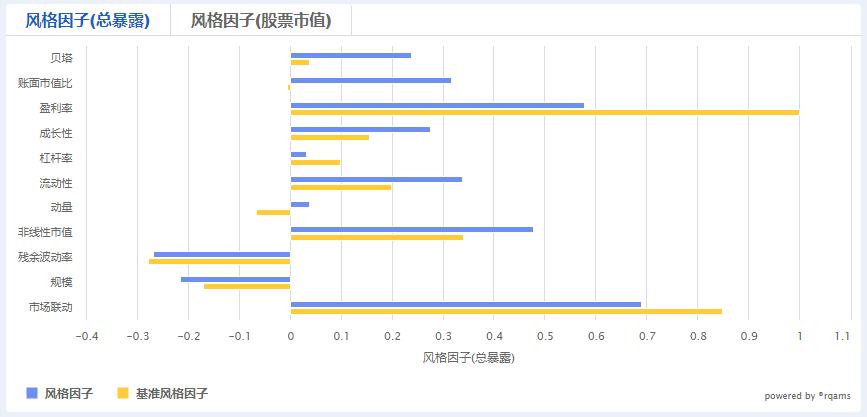 风格因子(总暴露) 风格因子(股票市值)
贝塔
账面市值比
盈利率
成长性
杠杆率
流动性
动量
非线性市值
残余波动率
规模
市场联动
-0.4 -0.3 -0.2 -0.1 0 0.1 0.2 0.3 0.4 0.5 0.6 0.7 0.8 0.9 1 1.1
风格因子(总暴露)
风格因子 基准风格因子
powered by ®rqams